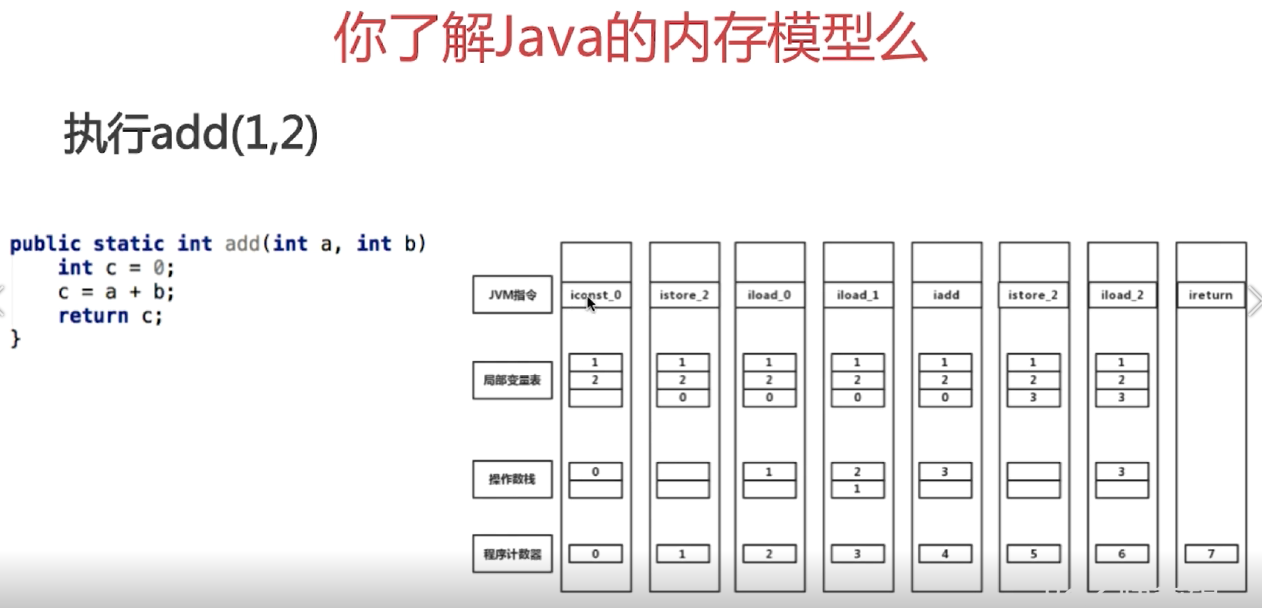 你了解Java的内存模型么
执行add(1,2)
public static int add(int a, int b)
int c = 0;
c = a + b;
return c;
}
JVM指令 iconst_0 istore_2 iload_0 iload_1 iadd istore_2 iload_2 ireturn
局部变量表 1 1 1 1 1 1 1
2 2 2 2 2 2 2
0 0 0 0 3 3
操作数栈 0 1 2 3 3
1
程序计数器 0 1 2 3 4 5 6 7